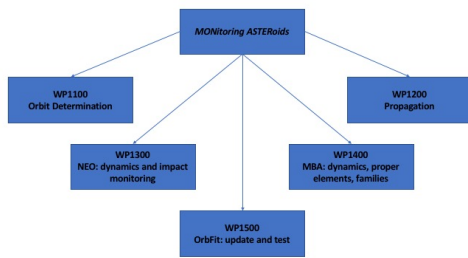 MONitoring ASTERoids
WP1100
Orbit Determination
WP1200
Propagation
WP1300
NEO: dynamics and impact
monitoring
WP1400
MBA: dynamics, proper
elements, families
WP1500
OrbFit: update and test